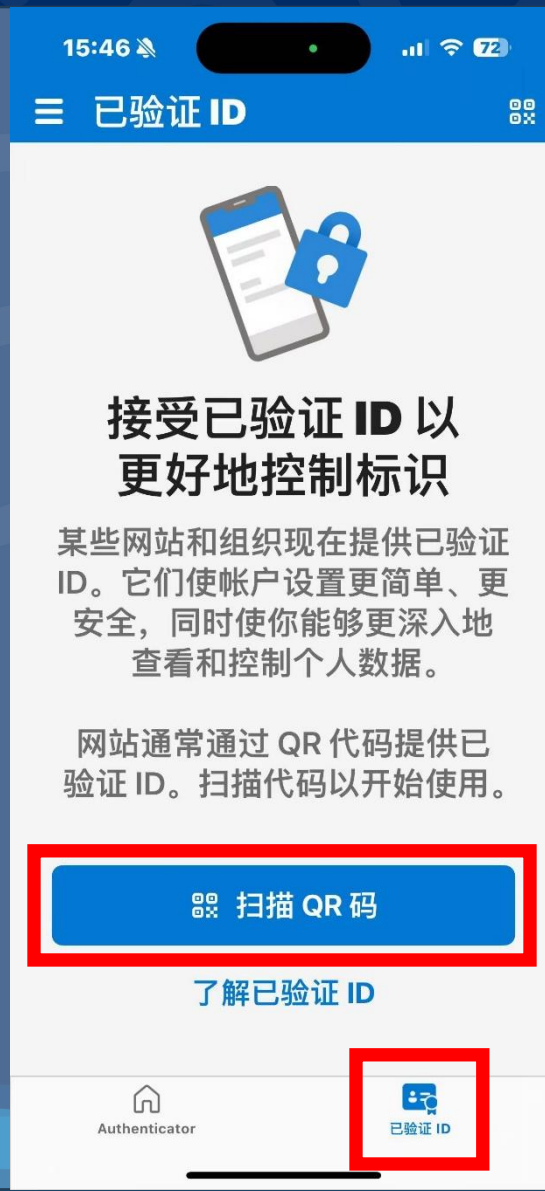 15:46
72
已验证 ID
接受已验证 ID 以
更好地控制标识
某些网站和组织现在提供已验证
ID。它们使帐户设置更简单、更
安全，同时使你能够更深入地
查看和控制个人数据。
网站通常通过 QR 代码提供已
验证 ID。扫描代码以开始使用。
扫描 QR 码
了解已验证 ID
Authenticator
已验证 ID